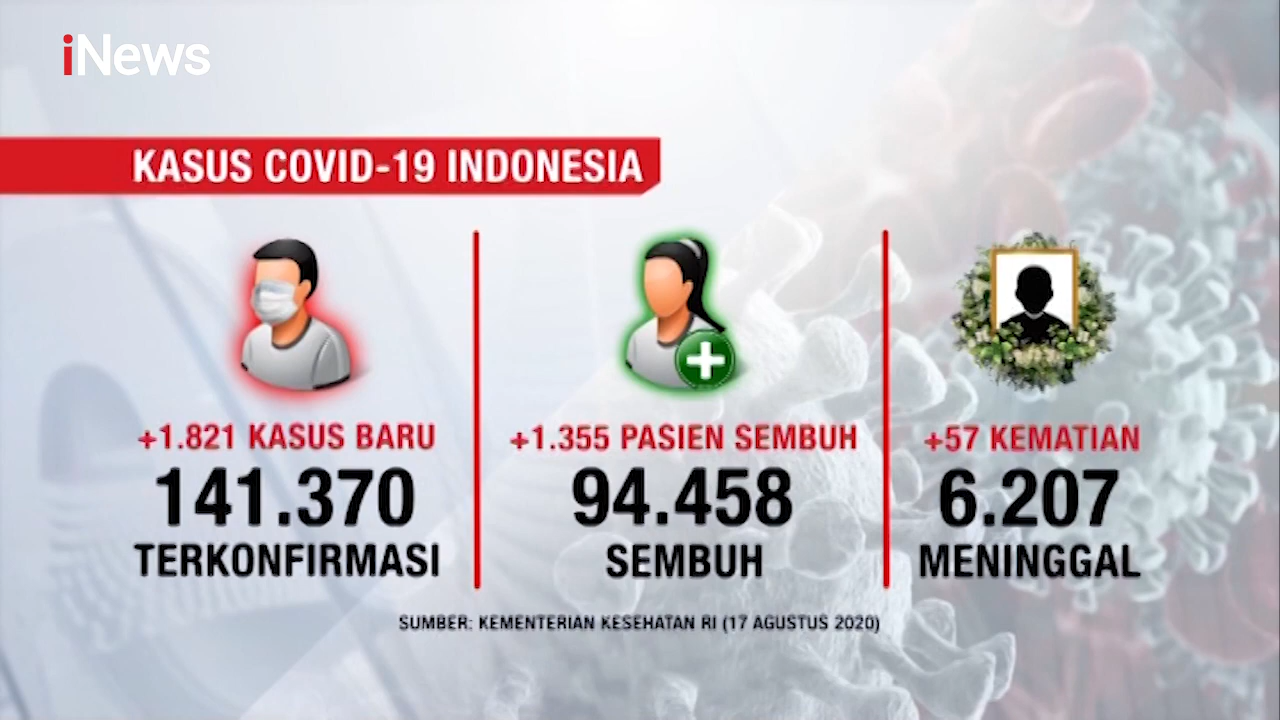 iNews
KASUS COVID-19 INDONESIA
+1.821 KASUS BARU
141.370
TERKONFIRMASI
+1.355 PASIEN SEMBUH
94.458
SEMBUH
+57 KEMATIAN
6.207
MENINGGAL
SUMBER: KEMENTERIAN KESEHATAN RI (17 AGUSTUS 2020)